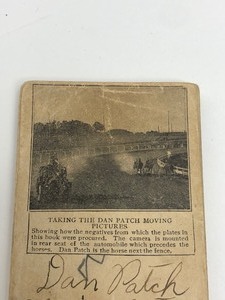 TAKING THE DAN PATCH MOVING
PICTURES
Showing how the negatives from which the plates in
this book were procured. The camera is mounted
in rear seat of the automobile which precedes the
horses. Dan Patch is the horse next the fence.
Dan Patch